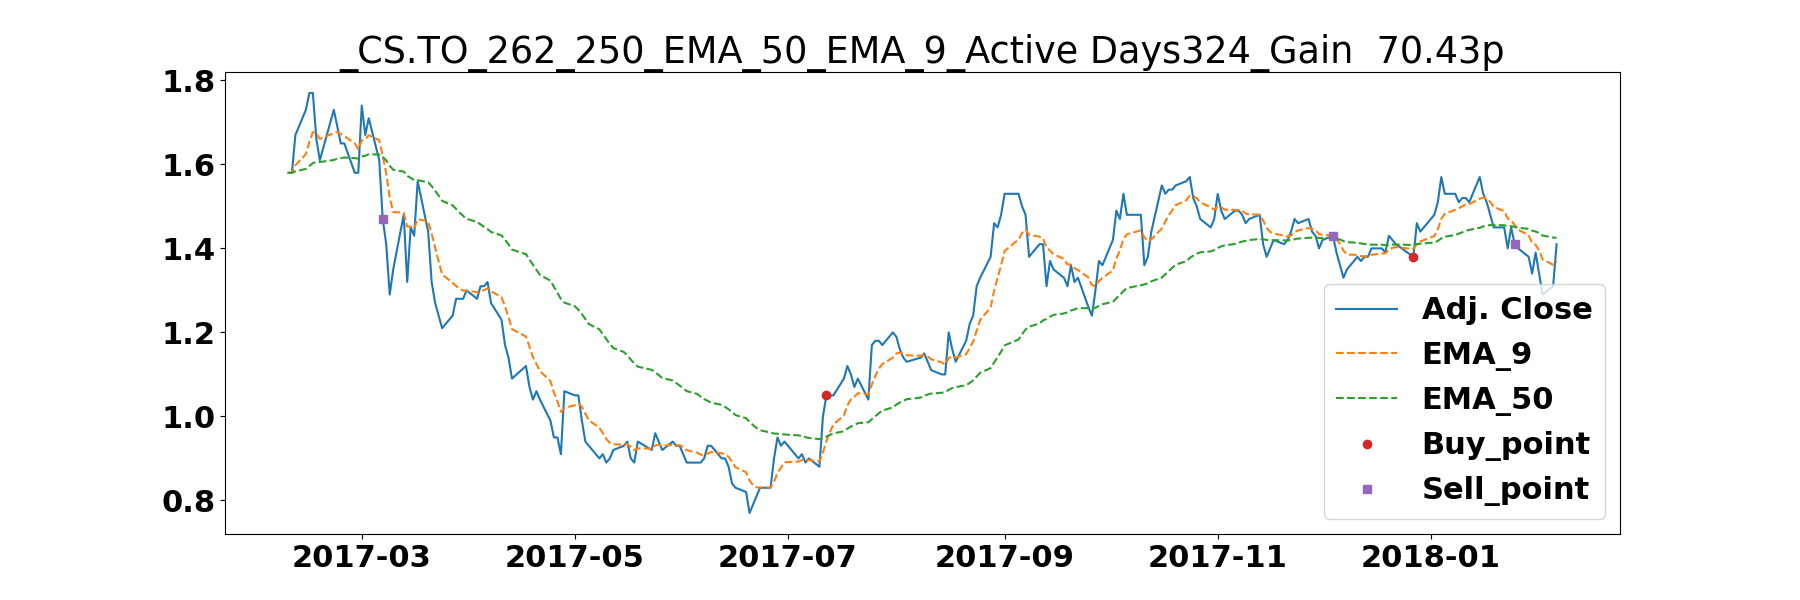 _CS.TO_262_250_EMA_50_EMA_9_Active Days324_Gain  70.43p
1.8
1.6
1.4
1.2
1.0
0.8
2017-03 2017-05 2017-07 2017-09 2017-11 2018-01
Adj. Close
EMA_9
EMA_50
Buy_point
Sell_point